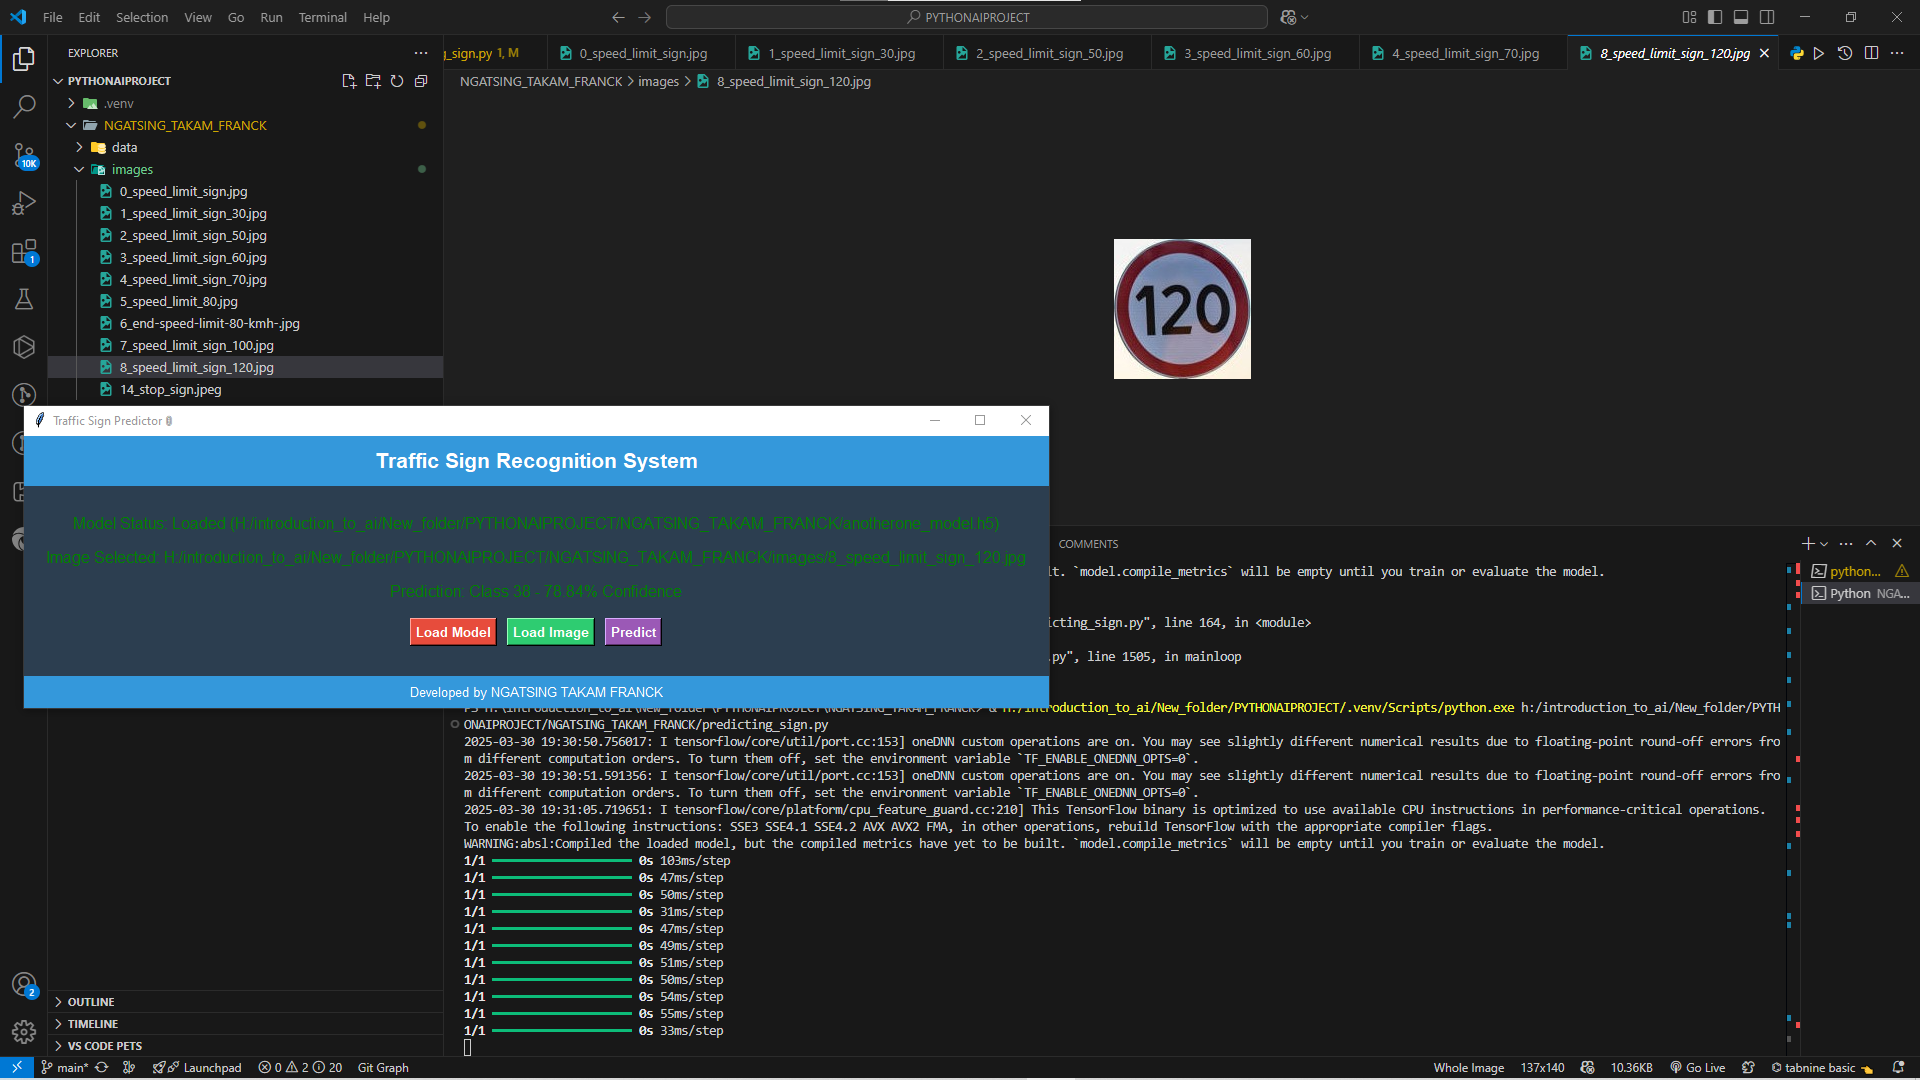 File Edit Selection View Go Run Terminal Help
PYTHONAIPROJECT
EXPLORER
PYTHONAIPROJECT
.venv
NGATSING_TAKAM_FRANCK
data
images
0_speed_limit_sign.jpg
1_speed_limit_sign_30.jpg
2_speed_limit_sign_50.jpg
3_speed_limit_sign_60.jpg
4_speed_limit_sign_70.jpg
5_speed_limit_80.jpg
6_end-speed-limit-80-kmh-.jpg
7_speed_limit_sign_100.jpg
8_speed_limit_sign_120.jpg
14_stop_sign.jpeg
10K
1
2
g_sign.py 1, M
0_speed_limit_sign.jpg
1_speed_limit_sign_30.jpg
2_speed_limit_sign_50.jpg
3_speed_limit_sign_60.jpg
4_speed_limit_sign_70.jpg
8_speed_limit_sign_120.jpg
NGATSING_TAKAM_FRANCK > images > 8_speed_limit_sign_120.jpg
120
Traffic Sign Predictor
Traffic Sign Recognition System
Model Status: Loaded (H:/introduction_to_ai/New_folder/PYTHONAIPROJECT/NGATSING_TAKAM_FRANCK/anotherone_model.h5)
Image Selected: H:/introduction_to_ai/New_folder/PYTHONAIPROJECT/NGATSING_TAKAM_FRANCK/images/8_speed_limit_sign_120.jpg
Prediction: Class 38 - 78.64% Confidence
Load Model Load Image Predict
Developed by NGATSING TAKAM FRANCK
COMMENTS
python...
Python NGA...
lt. `model.compile_metrics` will be empty until you train or evaluate the model.
icting_sign.py", line 164, in <module>
.py", line 1505, in mainloop
PS H:\introduction_to_ai\New_folder\PYTHONAIPROJECT\NGATSING_TAKAM_FRANCK> & H:/introduction_to_ai/New_folder/PYTHONAIPROJECT/.venv/Scripts/python.exe h:/introduction_to_ai/New_folder/PYTH
ONAIPROJECT/NGATSING_TAKAM_FRANCK/predicting_sign.py
2025-03-30 19:30:50.756017: I tensorflow/core/util/port.cc:153] oneDNN custom operations are on. You may see slightly different numerical results due to floating-point round-off errors fro
m different computation orders. To turn them off, set the environment variable `TF_ENABLE_ONEDNN_OPTS=0`.
2025-03-30 19:30:51.591356: I tensorflow/core/util/port.cc:153] oneDNN custom operations are on. You may see slightly different numerical results due to floating-point round-off errors fro
m different computation orders. To turn them off, set the environment variable `TF_ENABLE_ONEDNN_OPTS=0`.
2025-03-30 19:31:05.719651: I tensorflow/core/platform/cpu_feature_guard.cc:210] This TensorFlow binary is optimized to use available CPU instructions in performance-critical operations.
To enable the following instructions: SSE3 SSE4.1 SSE4.2 AVX AVX2 FMA, in other operations, rebuild TensorFlow with the appropriate compiler flags.
WARNING:absl:Compiled the loaded model, but the compiled metrics have yet to be built. `model.compile_metrics` will be empty until you train or evaluate the model.
1/1 0s 103ms/step
1/1 0s 47ms/step
1/1 0s 50ms/step
1/1 0s 31ms/step
1/1 0s 47ms/step
1/1 0s 49ms/step
1/1 0s 51ms/step
1/1 0s 50ms/step
1/1 0s 54ms/step
1/1 0s 55ms/step
1/1 0s 33ms/step
OUTLINE
TIMELINE
VS CODE PETS
main* Launchpad 0 2 20 Git Graph
Whole Image 137x140 10.36KB Go Live tabnine basic